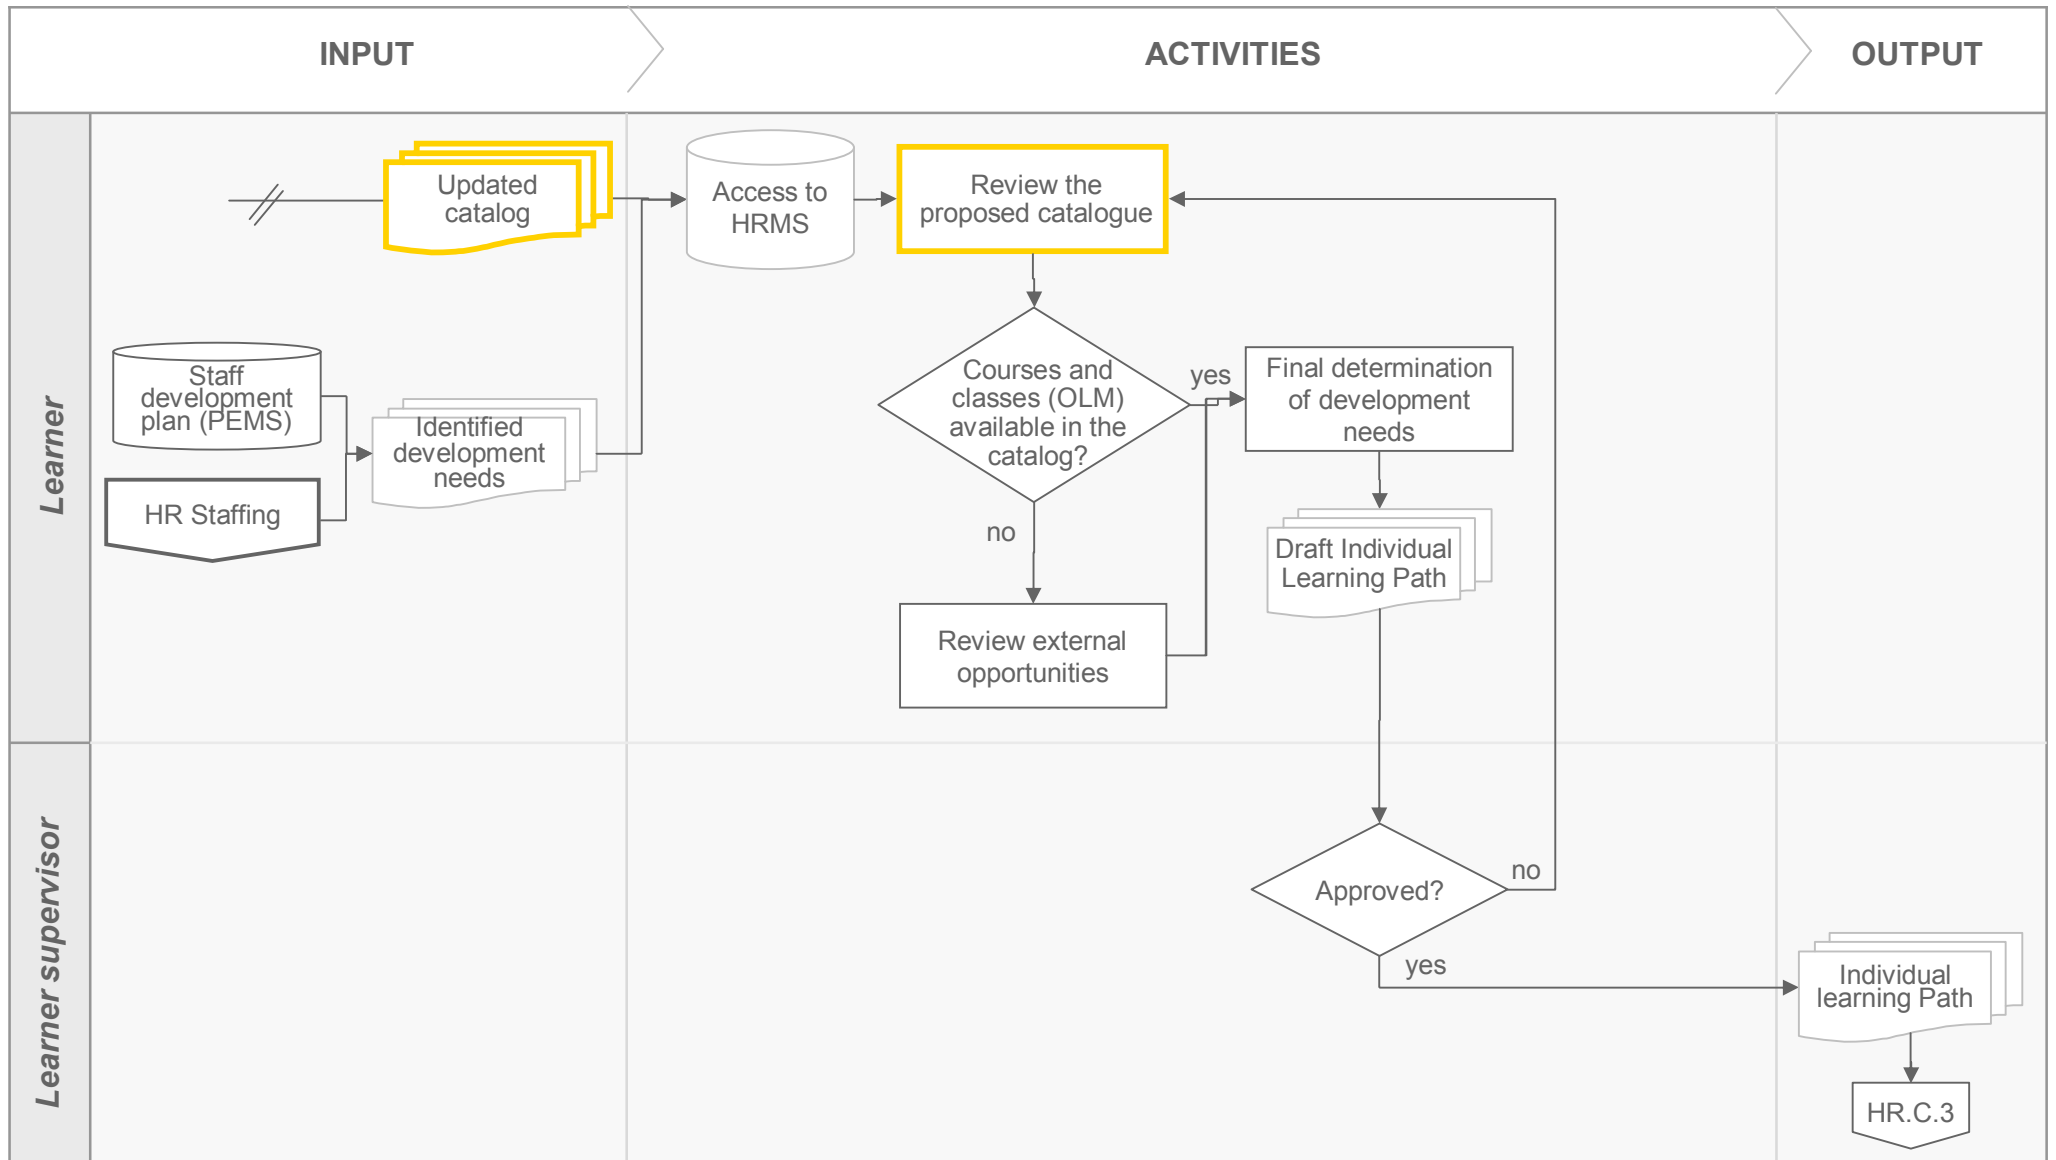 INPUT
ACTIVITIES
OUTPUT
Learner
Updated
catalog
Access to
HRMS
Review the
proposed catalogue
Staff
development
plan (PEMS)
HR Staffing
Identified
development
needs
Courses and
classes (OLM)
available in the
catalog?
yes
no
Final determination
of development
needs
Draft Individual
Learning Path
Review external
opportunities
Learner supervisor
Approved?
no
yes
Individual
learning Path
HR.C.3